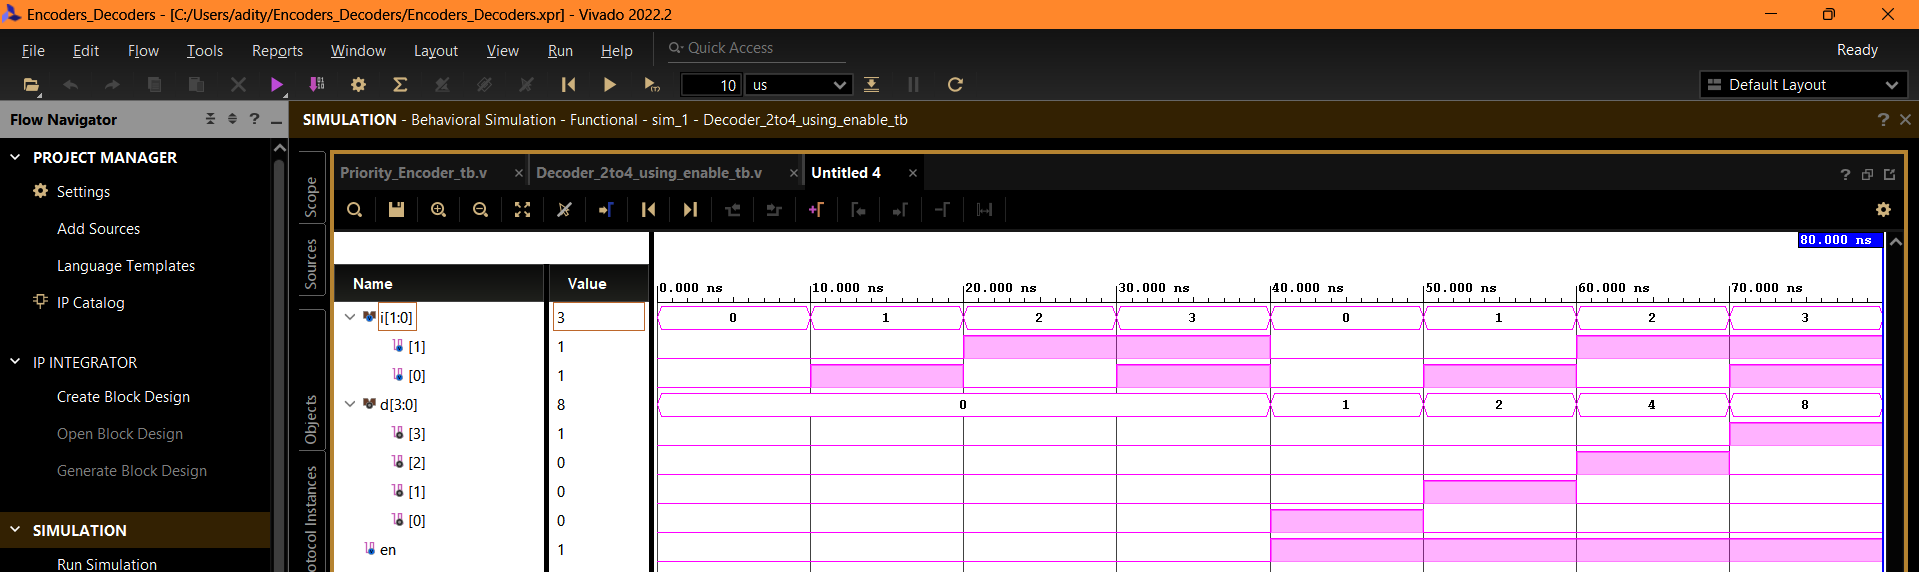 Encoders_Decoders - [C:/Users/adity/Encoders_Decoders/Encoders_Decoders.xpr] - Vivado 2022.2
File Edit Flow Tools Reports Window Layout View Run Help Quick Access Ready
10 us Default Layout
Flow Navigator ?
SIMULATION - Behavioral Simulation - Functional - sim_1 - Decoder_2to4_using_enable_tb ?
PROJECT MANAGER
Settings
Add Sources
Language Templates
IP Catalog
IP INTEGRATOR
Create Block Design
Open Block Design
Generate Block Design
SIMULATION
Run Simulation
Scope
Sources
Objects
otocol Instances
Priority_Encoder_tb.v Decoder_2to4_using_enable_tb.v Untitled 4 ?
80.000 ns
Name Value
0.000 ns 10.000 ns 20.000 ns 30.000 ns 40.000 ns 50.000 ns 60.000 ns 70.000 ns
i[1:0] 3 0 1 2 3 0 1 2 3
[1] 1
[0] 1
d[3:0] 8 0 1 2 4 8
[3] 1
[2] 0
[1] 0
[0] 0
en 1